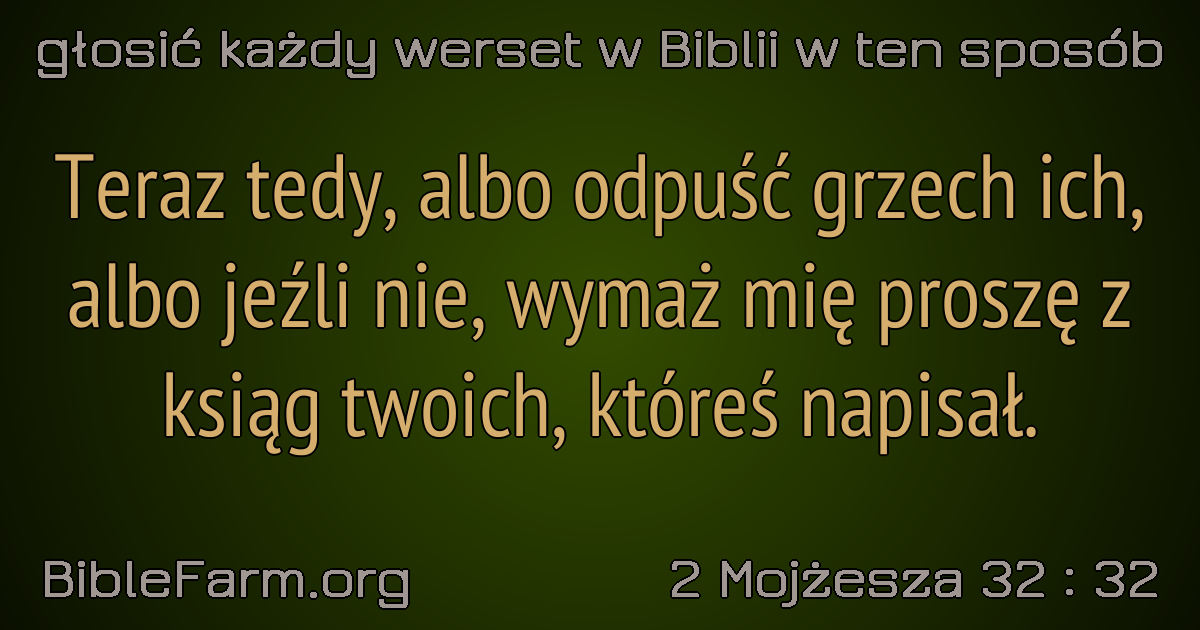 głosić każdy werset w Biblii w ten sposób
Teraz tedy, albo odpuść grzech ich,
albo jeźli nie, wymaż mię proszę z
ksiąg twoich, któreś napisał.
BibleFarm.org
2 Mojżesza 32 : 32